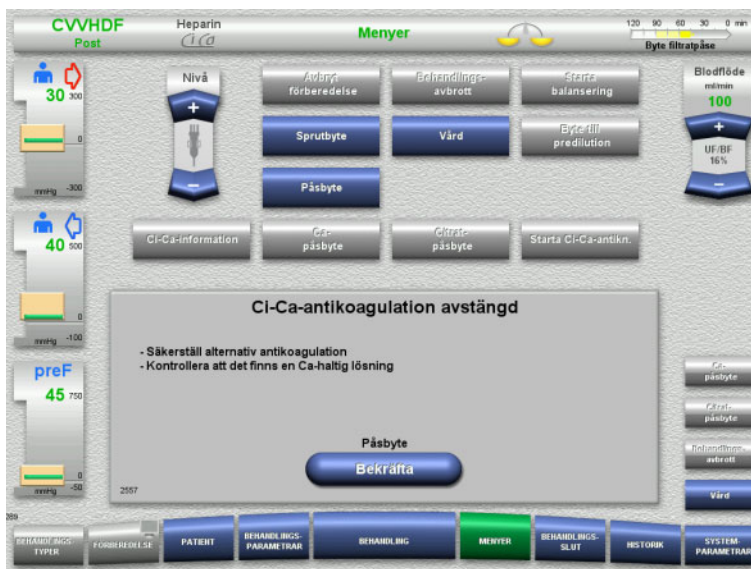 CVVHDF
Post
Heparin
Ci Ca
Menyer
120 90 60 30 0 min
Byte filtratpåse
30 300
0
mmHg -300
40 500
0
mmHg -100
preF
45 750
0
mmHg -50
Nivå
+
−
Avbryt
förberedelse
Behandlings-
avbrott
Starta
balansering
Sprutbyte
Vård
Byte till
predilution
Påsbyte
Blodflöde
ml/min
100
+
UF/BF
16%
−
Ci-Ca-information
Ca-
påsbyte
Citrat-
påsbyte
Starta Ci-Ca-antikn.
Ci-Ca-antikoagulation avstängd
- Säkerställ alternativ antikoagulation
- Kontrollera att det finns en Ca-haltig lösning
Påsbyte
Bekräfta
2557
Ca-
påsbyte
Citrat-
påsbyte
Behandlings-
avbrott
Vård
BEHANDLINGS-
TYPER
FÖRBEREDELSE
PATIENT
BEHANDLINGS-
PARAMETRAR
BEHANDLING
MENYER
BEHANDLINGS-
SLUT
HISTORIK
SYSTEM-
PARAMETRAR